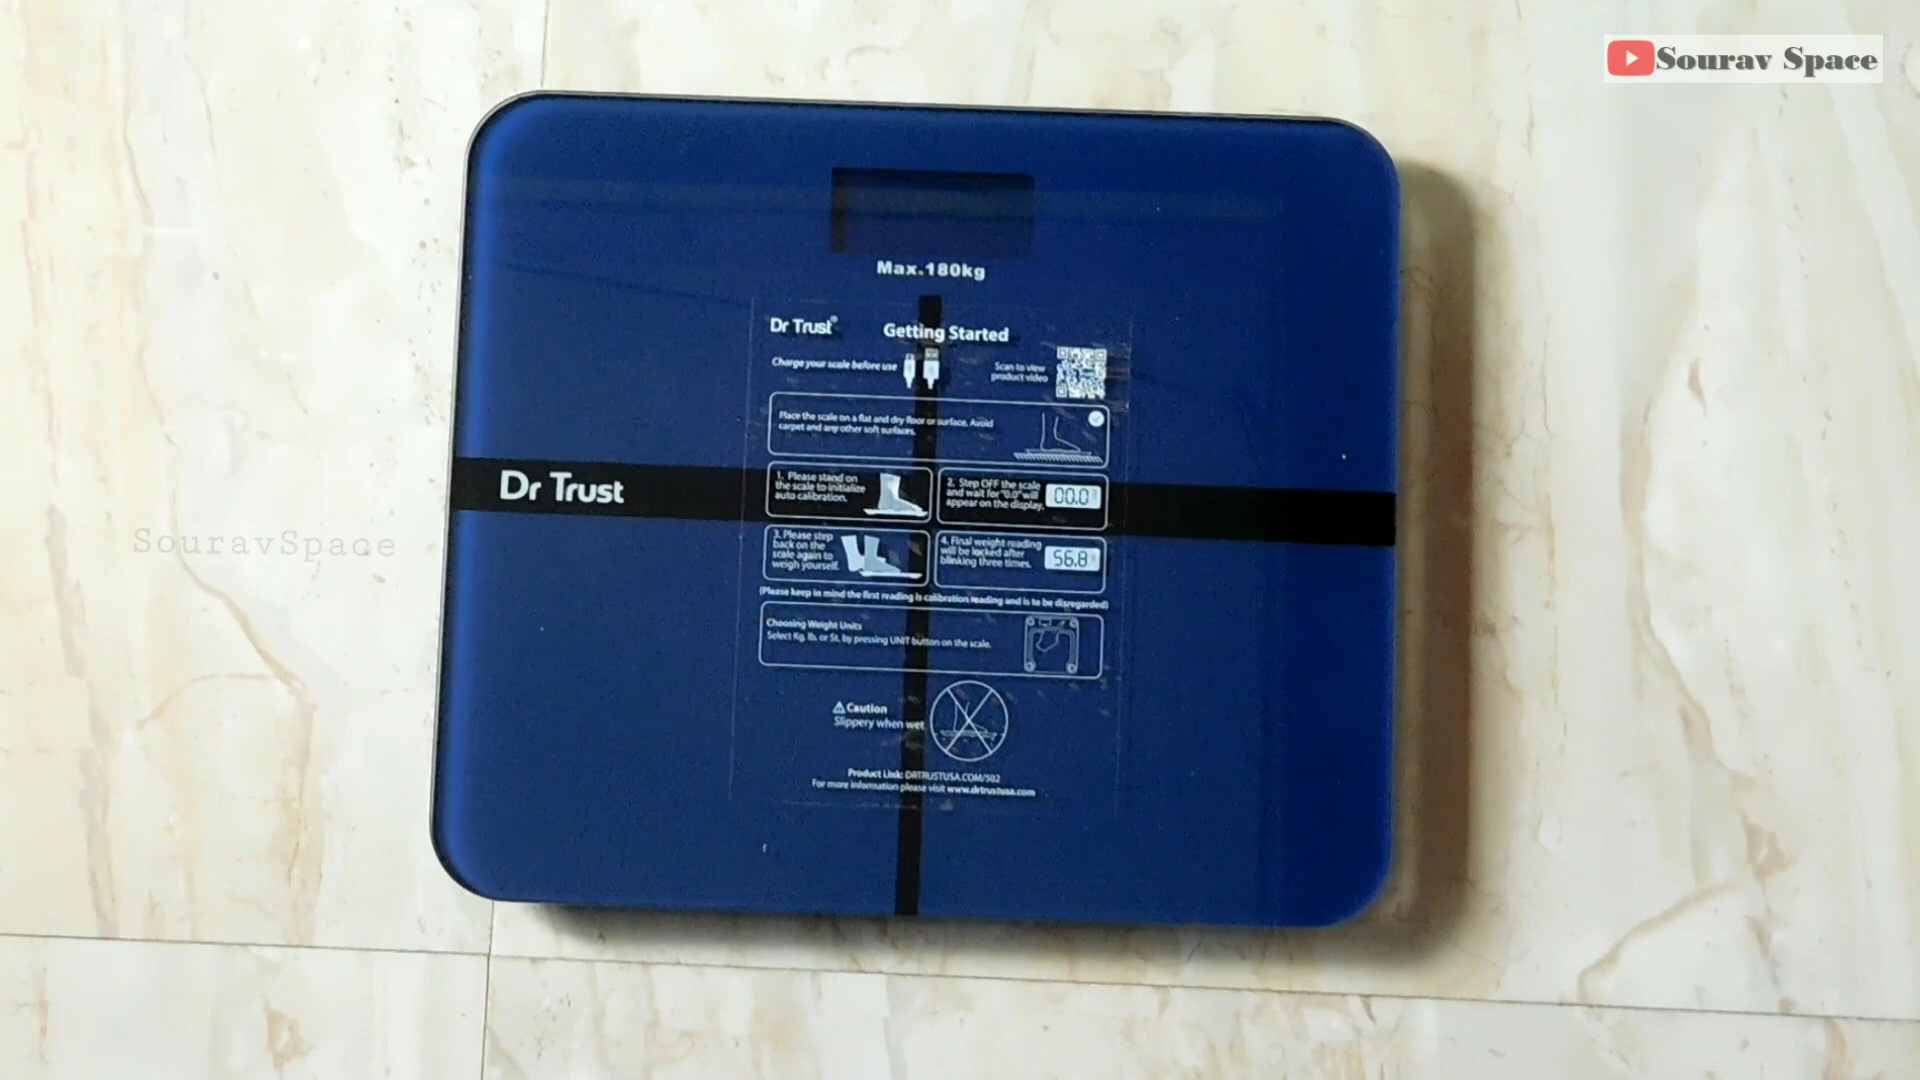 Sourav Space
Max.180kg
Dr Trust®
Getting Started
Charge your scale before use
Scan to view
product video
Place the scale on a flat and dry floor or surface. Avoid
carpet and any other soft surfaces.
1. Please stand on
the scale to initialize
auto calibration.
2. Step OFF the scale
and wait for "0.0" will
appear on the display.
00.0
Dr Trust
SouravSpace
3. Please step
back on the
scale again to
weigh yourself.
4. Final weight reading
will be locked after
blinking three times.
56.8
(Please keep in mind the first reading is calibration reading and is to be disregarded)
Choosing Weight Units
Select Kg, lb. or St. by pressing UNIT button on the scale.
Caution
Slippery when wet
Product Link: DRTRUSTUSA.COM/502
For more information please visit www.drtrustusa.com